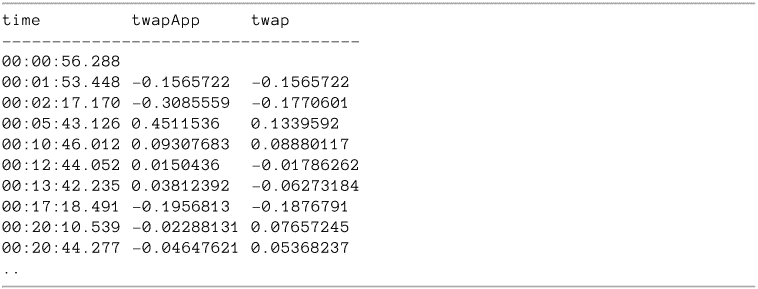 time         twapApp     twap
----------------------------------
00:00:56.288
00:01:53.448 -0.1565722  -0.1565722
00:02:17.170 -0.3085559  -0.1770601
00:05:43.126 0.4511536   0.1339592
00:10:46.012 0.09307683  0.08880117
00:12:44.052 0.0150436   -0.01786262
00:13:42.235 0.03812392  -0.06273184
00:17:18.491 -0.1956813  -0.1876791
00:20:10.539 -0.02288131 0.07657245
00:20:44.277 -0.04647621 0.05368237
..